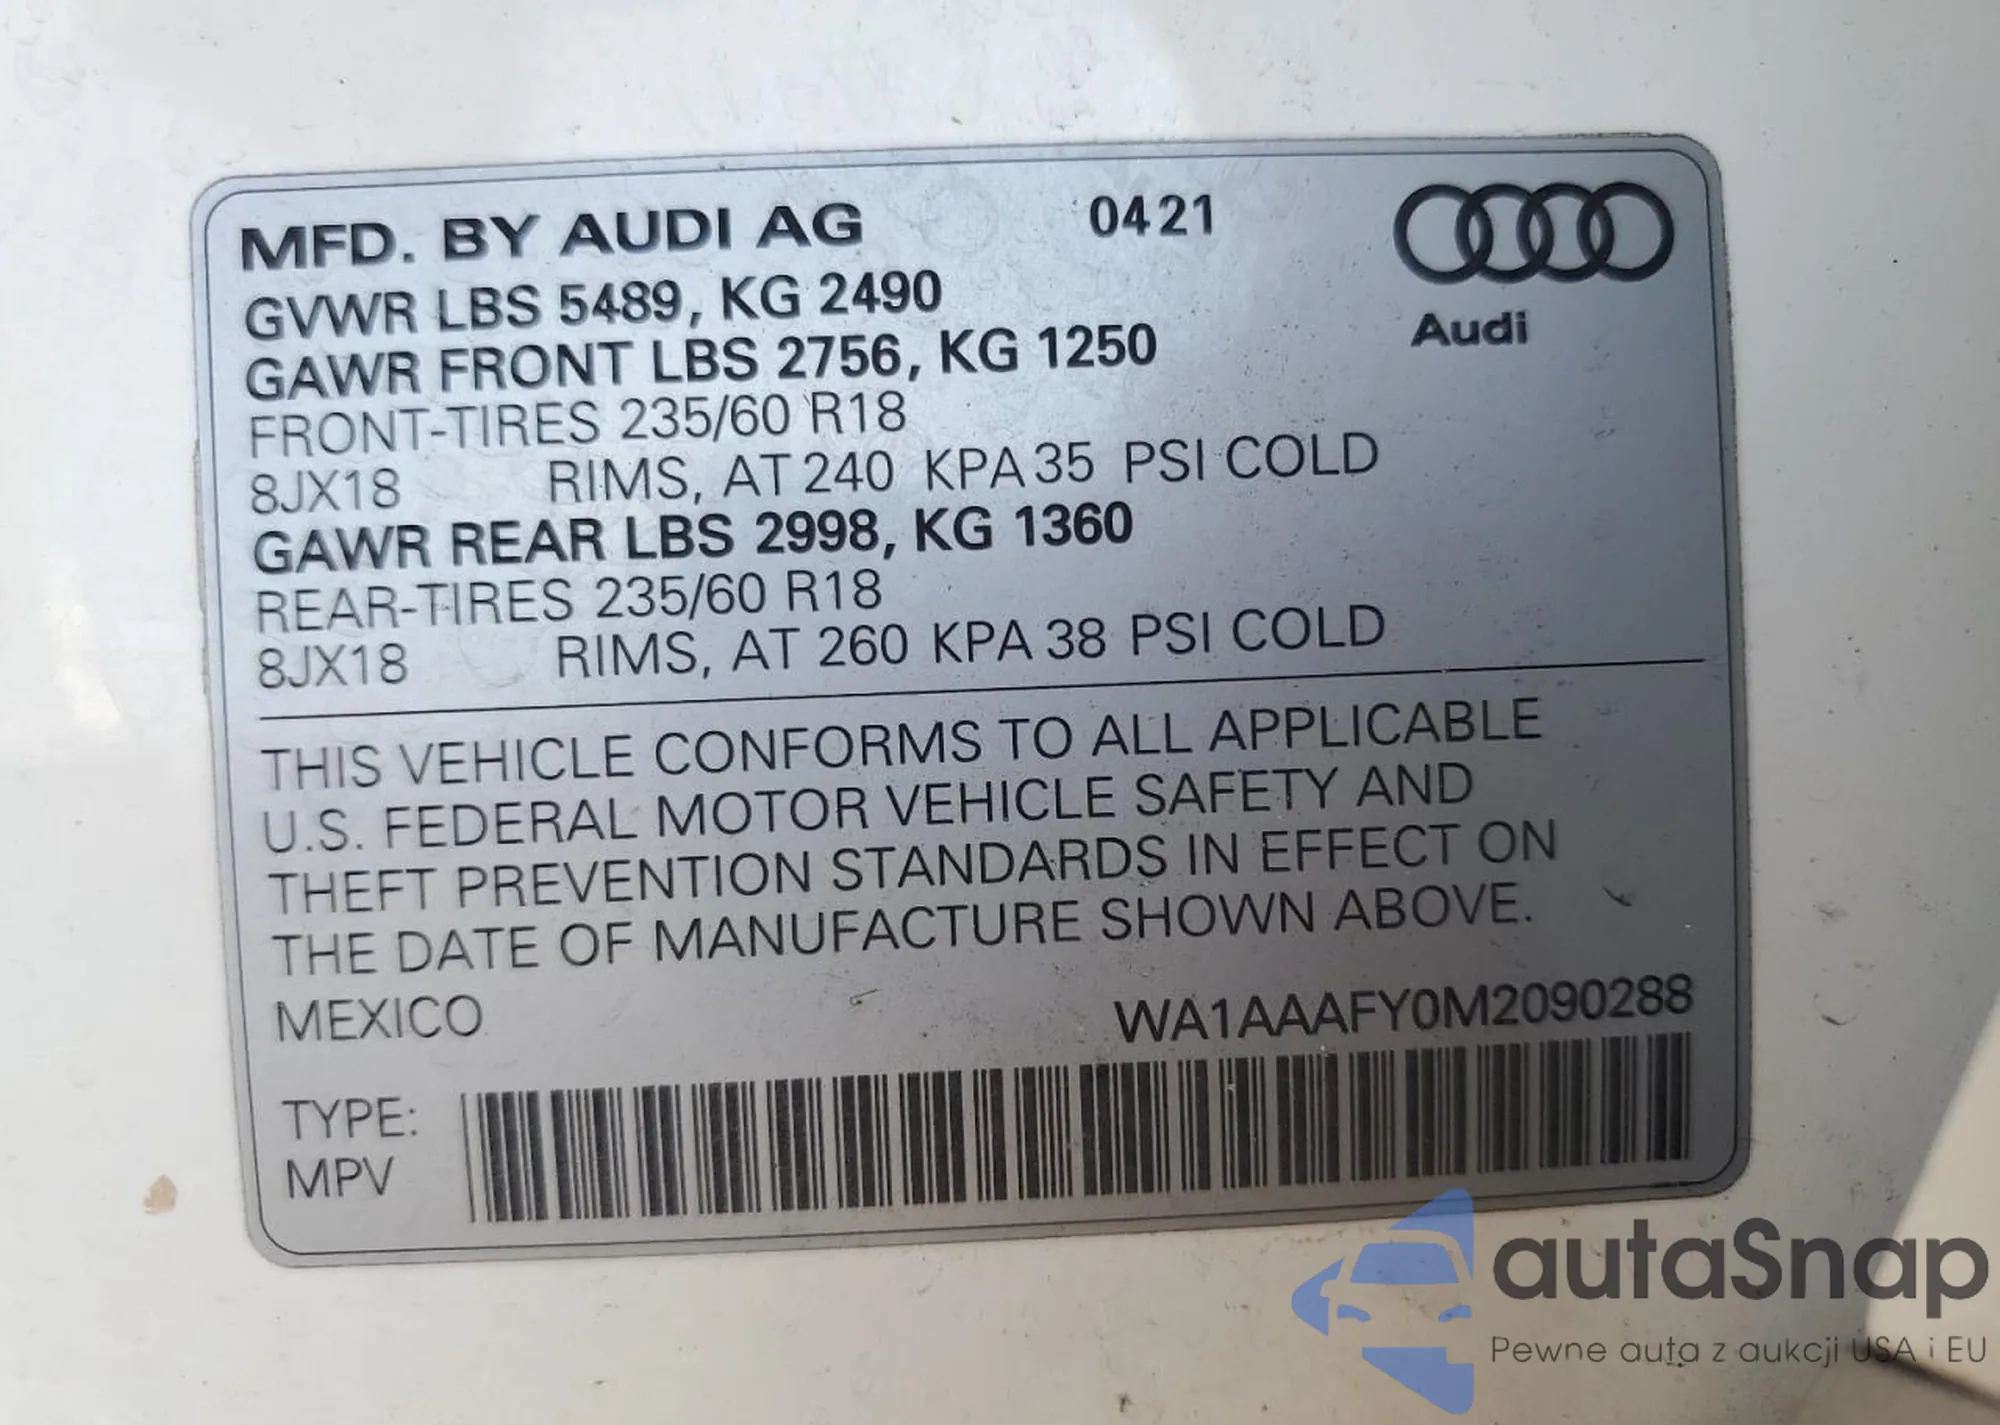 MFD. BY AUDI AG 0421
Audi
GVWR LBS 5489, KG 2490
GAWR FRONT LBS 2756, KG 1250
FRONT-TIRES 235/60 R18
8JX18 RIMS, AT 240 KPA 35 PSI COLD
GAWR REAR LBS 2998, KG 1360
REAR-TIRES 235/60 R18
8JX18 RIMS, AT 260 KPA 38 PSI COLD
THIS VEHICLE CONFORMS TO ALL APPLICABLE
U.S. FEDERAL MOTOR VEHICLE SAFETY AND
THEFT PREVENTION STANDARDS IN EFFECT ON
THE DATE OF MANUFACTURE SHOWN ABOVE.
MEXICO WA1AAAFY0M2090288
TYPE:
MPV
autaSnap
Pewne auta z aukcji USA i EU